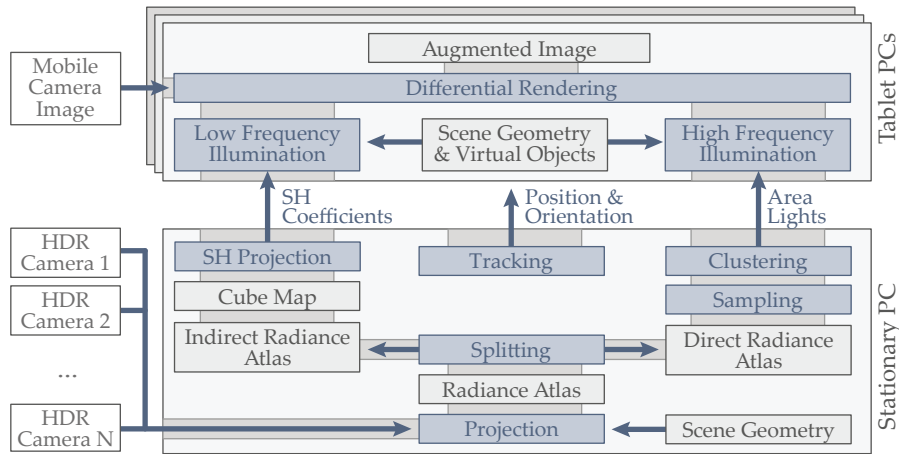 Augmented Image
Mobile
Camera
Image
Differential Rendering
Low Frequency
Illumination
Scene Geometry
& Virtual Objects
High Frequency
Illumination
Tablet PCs
SH
Coefficients
Position &
Orientation
Area
Lights
HDR
Camera 1
HDR
Camera 2
...
HDR
Camera N
SH Projection
Tracking
Clustering
Cube Map
Sampling
Indirect Radiance
Atlas
Splitting
Direct Radiance
Atlas
Radiance Atlas
Projection
Scene Geometry
Stationary PC